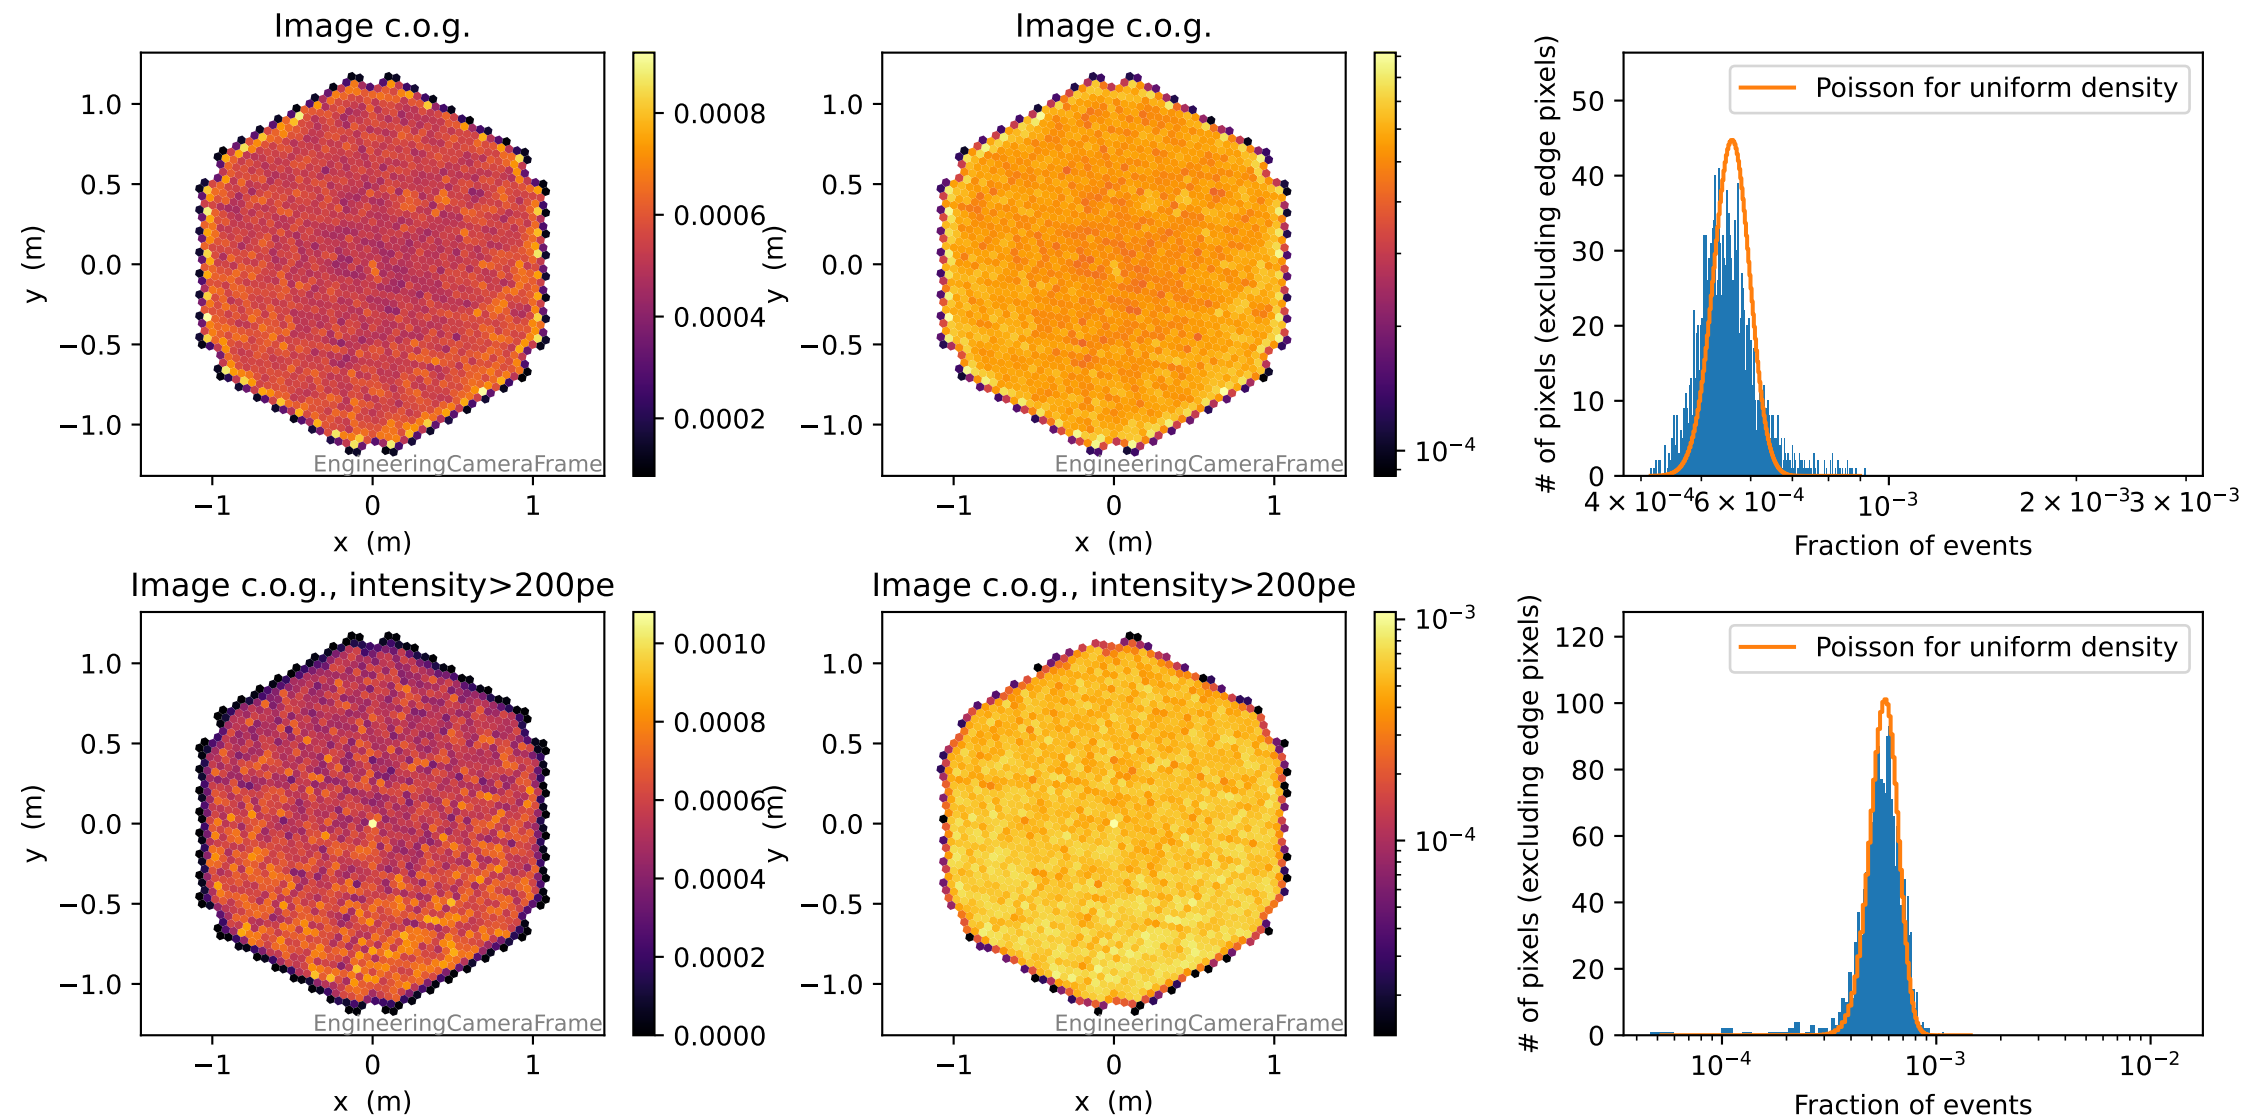 Image c.o.g.
y (m)
1.0
0.5
0.0
−0.5
−1.0
−1
0
1
x (m)
EngineeringCameraFrame
0.0008
0.0006
0.0004
0.0002
Image c.o.g.
y (m)
1.0
0.5
0.0
−0.5
−1.0
−1
0
1
x (m)
EngineeringCameraFrame
10⁻⁴
# of pixels (excluding edge pixels)
50
40
30
20
10
0
Poisson for uniform density
4 × 10⁻⁴
6 × 10⁻⁴
10⁻³
2 × 10⁻³
3 × 10⁻³
Fraction of events
Image c.o.g., intensity>200pe
y (m)
1.0
0.5
0.0
−0.5
−1.0
−1
0
1
x (m)
EngineeringCameraFrame
0.0010
0.0008
0.0006
0.0004
0.0002
0.0000
Image c.o.g., intensity>200pe
y (m)
1.0
0.5
0.0
−0.5
−1.0
−1
0
1
x (m)
EngineeringCameraFrame
10⁻³
10⁻⁴
# of pixels (excluding edge pixels)
120
100
80
60
40
20
0
Poisson for uniform density
10⁻⁴
10⁻³
10⁻²
Fraction of events